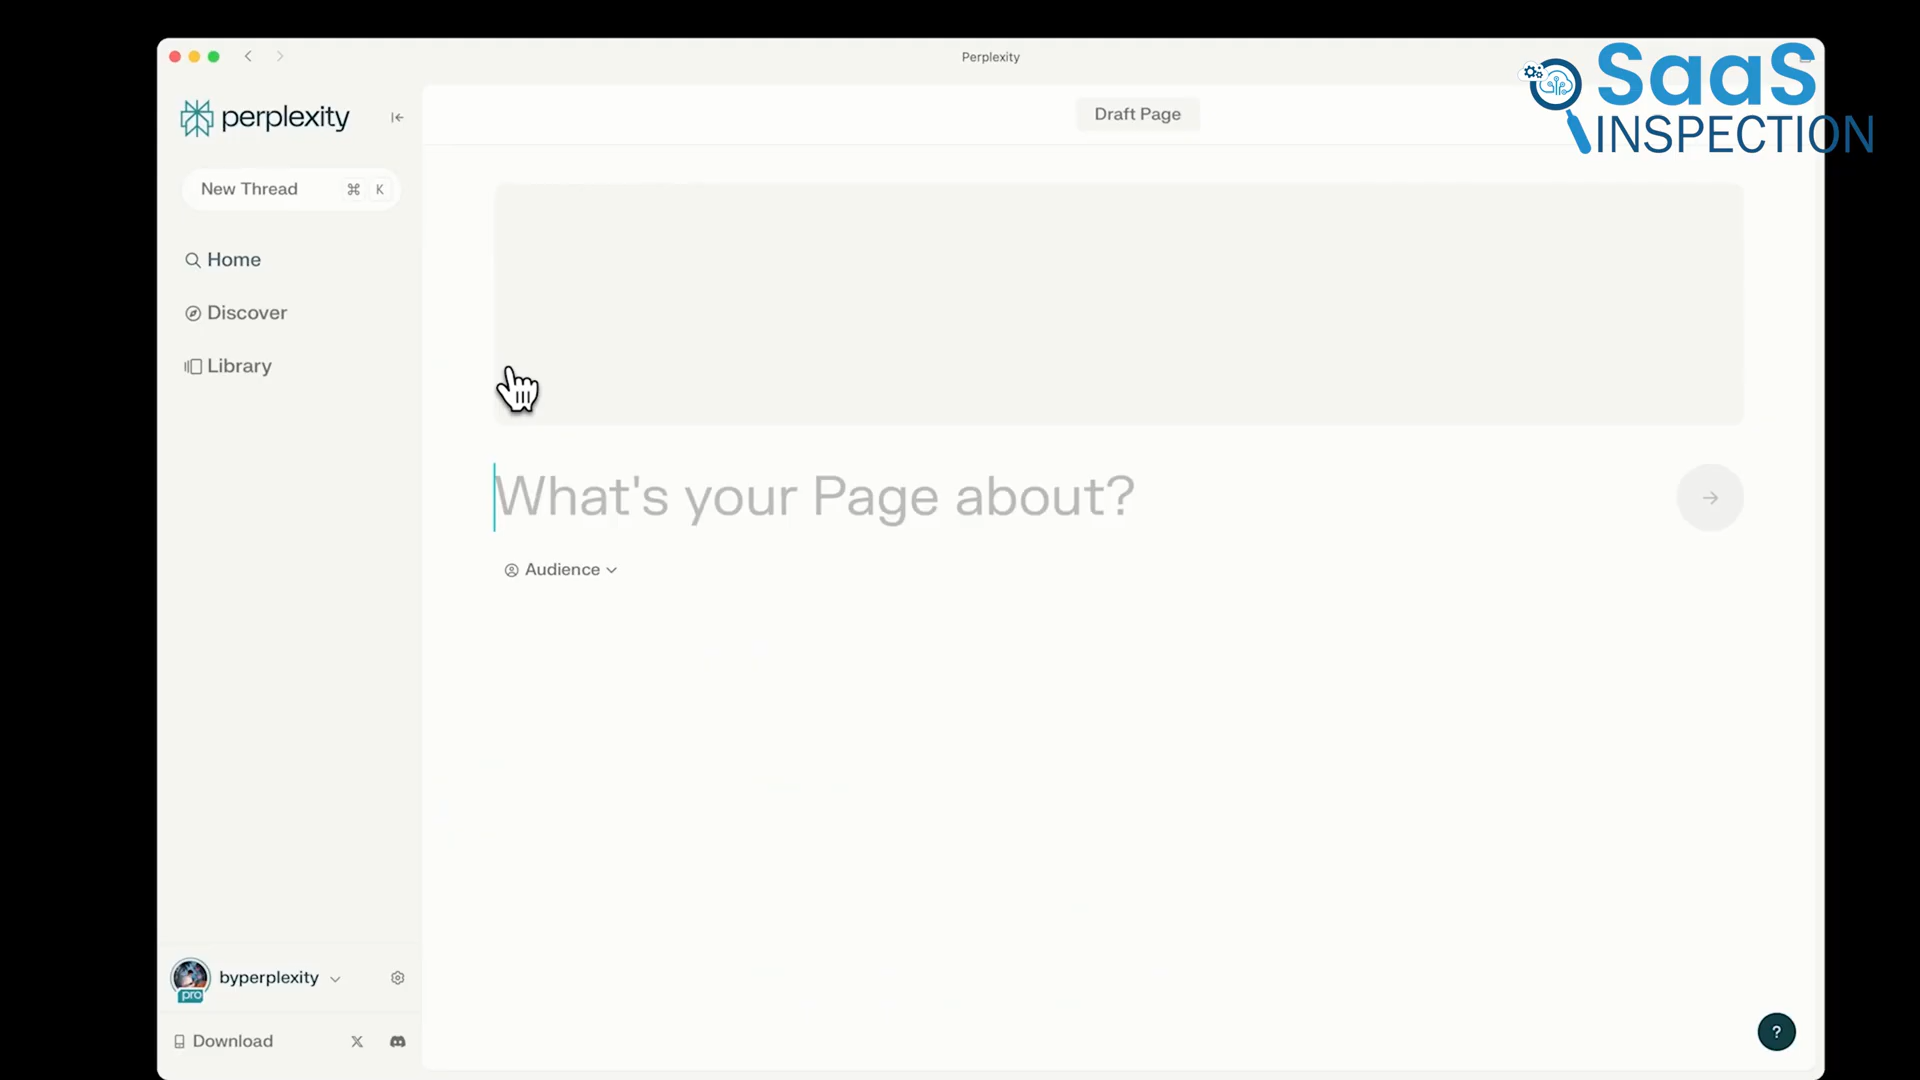 Perplexity
SaaS
INSPECTION
perplexity
Draft Page
New Thread ⌘ K
Home
Discover
Library
What's your Page about?
Audience
byperplexity
pro
Download
?